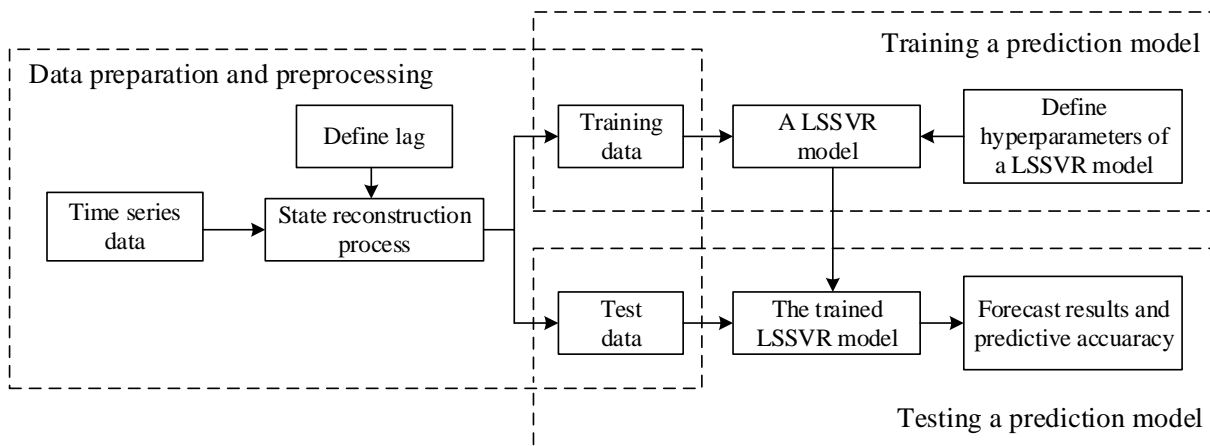 Training a prediction model
Data preparation and preprocessing
Define lag
Training
data
A LSSVR
model
Define
hyperparameters of
a LSSVR model
Time series
data
State reconstruction
process
Test
data
The trained
LSSVR model
Forecast results and
predictive accuaracy
Testing a prediction model